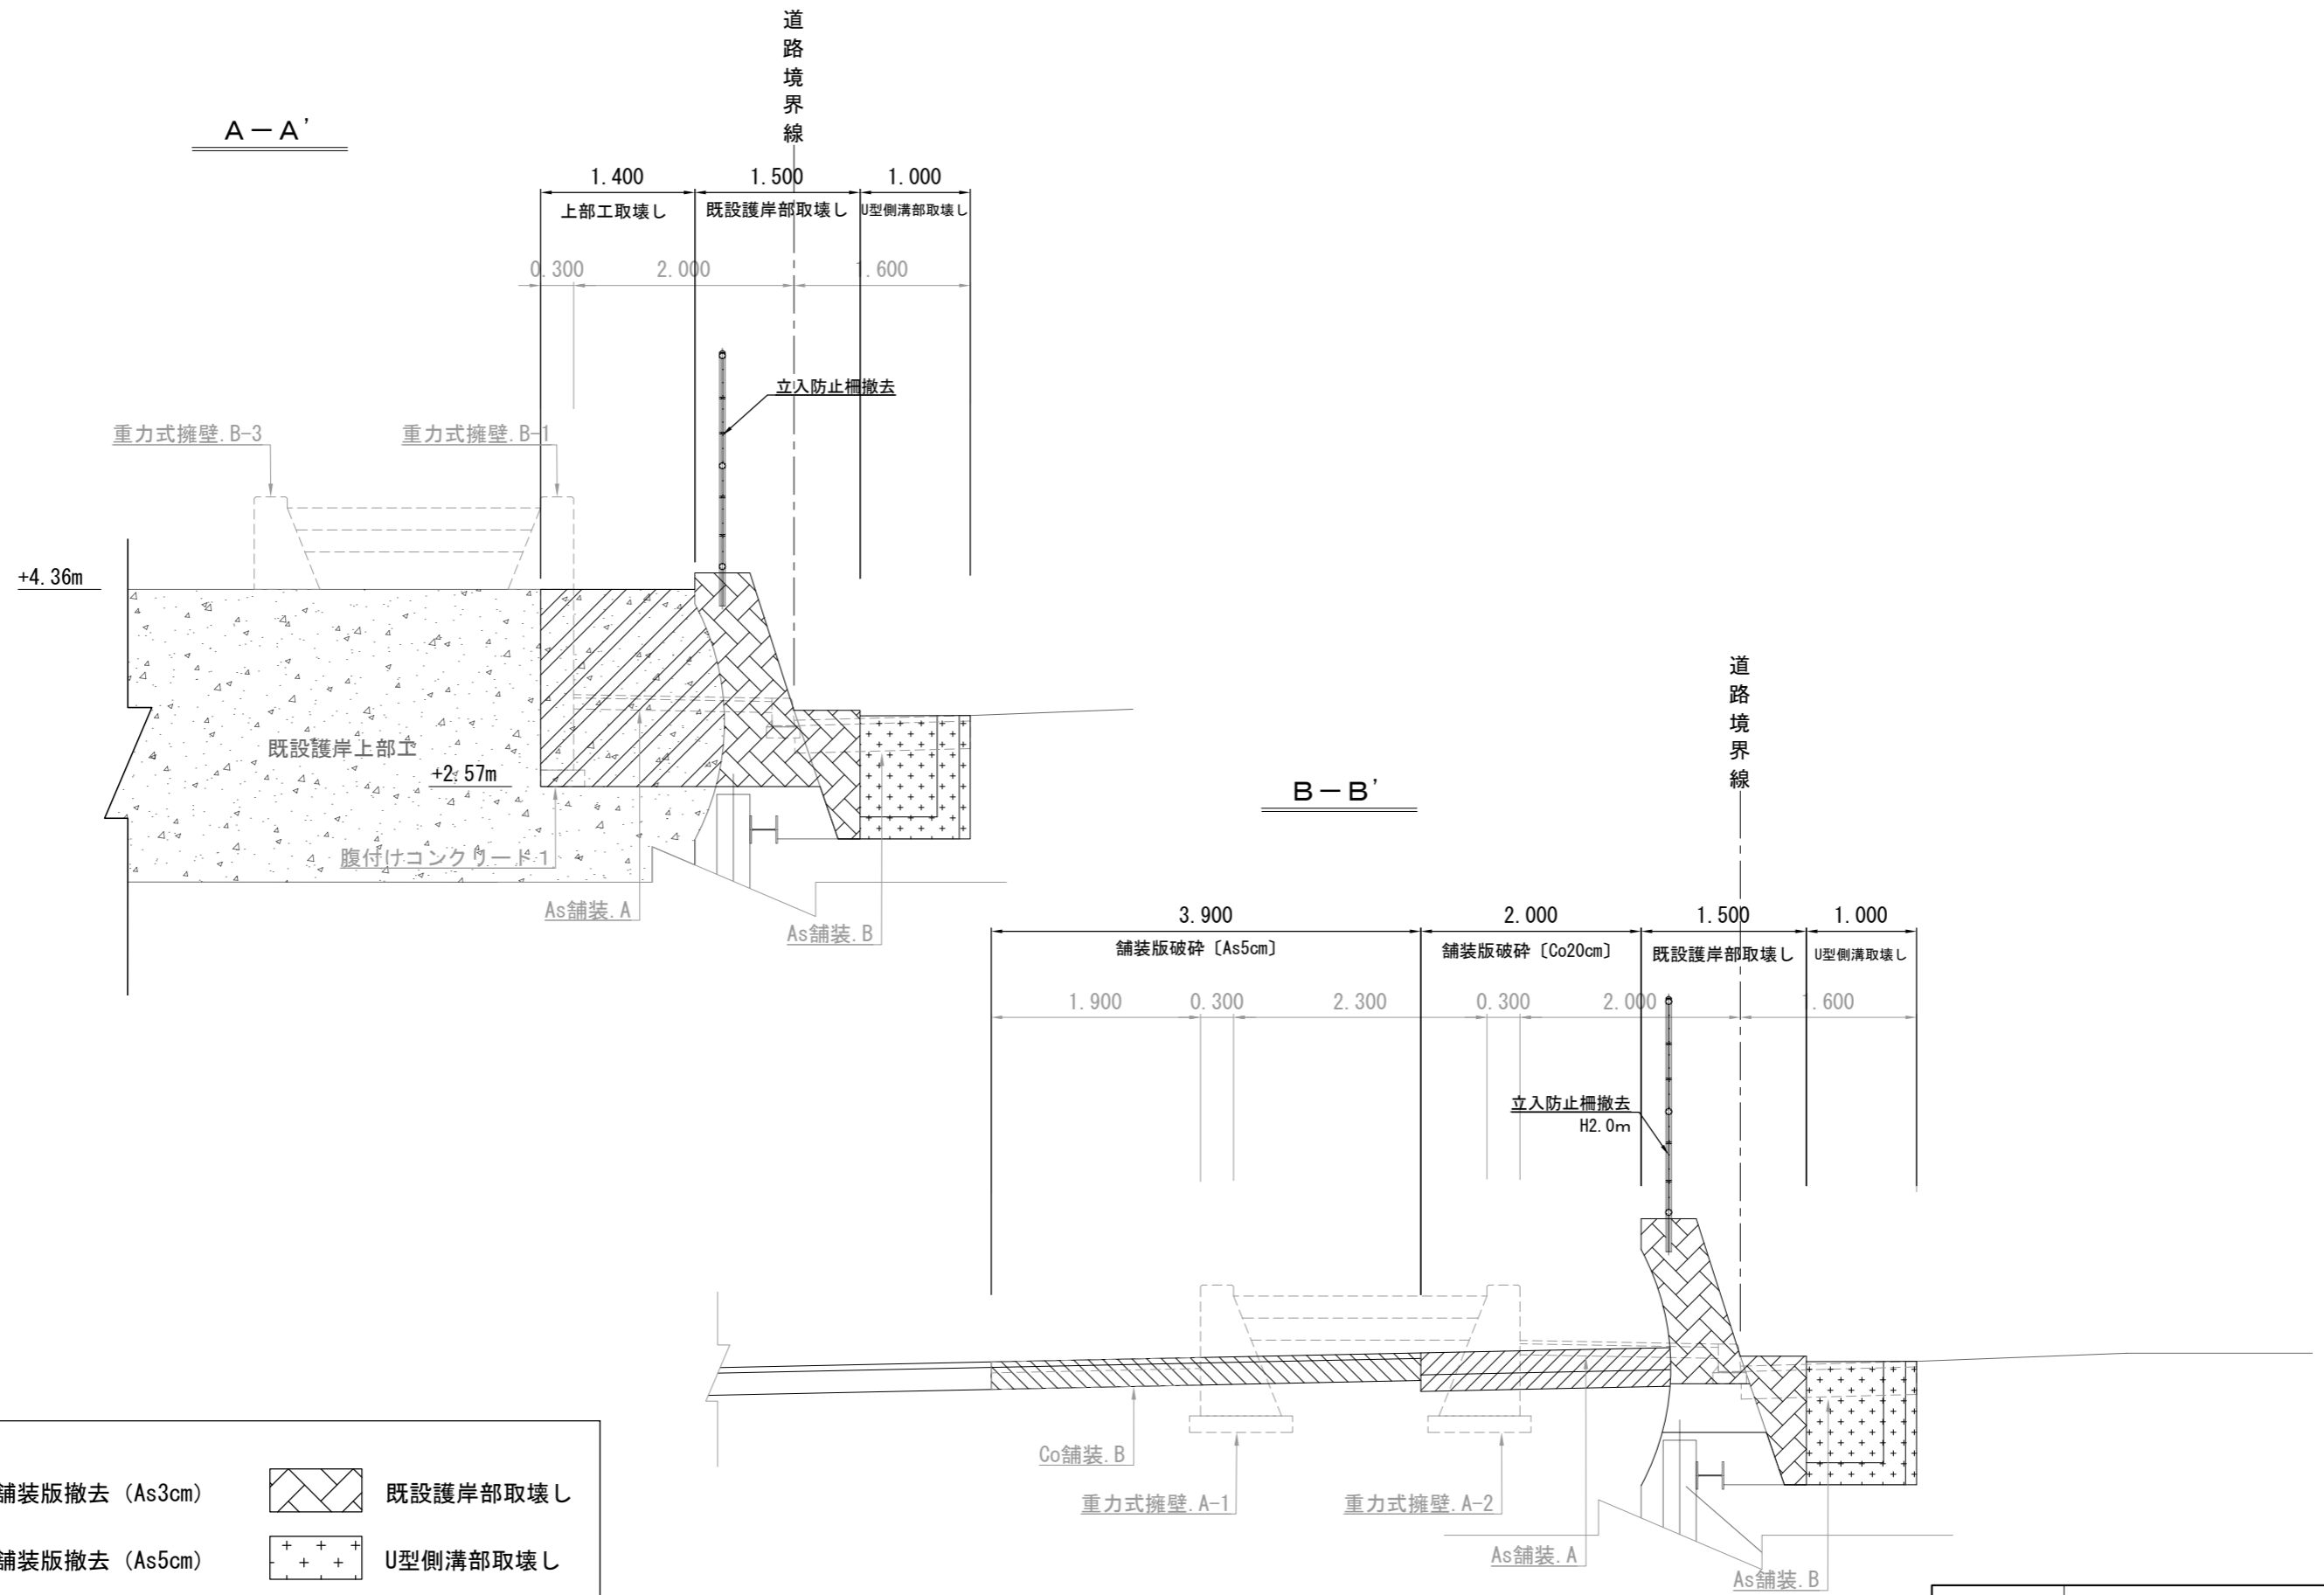 道路境界線
A－A'
1.400
1.500
1.000
上部工取壊し
既設護岸部取壊し
U型側溝部取壊し
0.300
2.000
1.600
立入防止柵撤去
重力式擁壁.B-3
重力式擁壁.B-1
+4.36m
既設護岸上部工
+2.57m
腹付けコンクリート1
As舗装.A
As舗装.B
道路境界線
B－B'
3.900
2.000
1.500
1.000
舗装版破砕〔As5cm〕
舗装版破砕〔Co20cm〕
既設護岸部取壊し
U型側溝取壊し
1.900
0.300
2.300
0.300
2.000
1.600
立入防止柵撤去
H2.0m
Co舗装.B
重力式擁壁.A-1
重力式擁壁.A-2
As舗装.A
As舗装.B
舗装版撤去（As3cm）
既設護岸部取壊し
舗装版撤去（As5cm）
U型側溝部取壊し